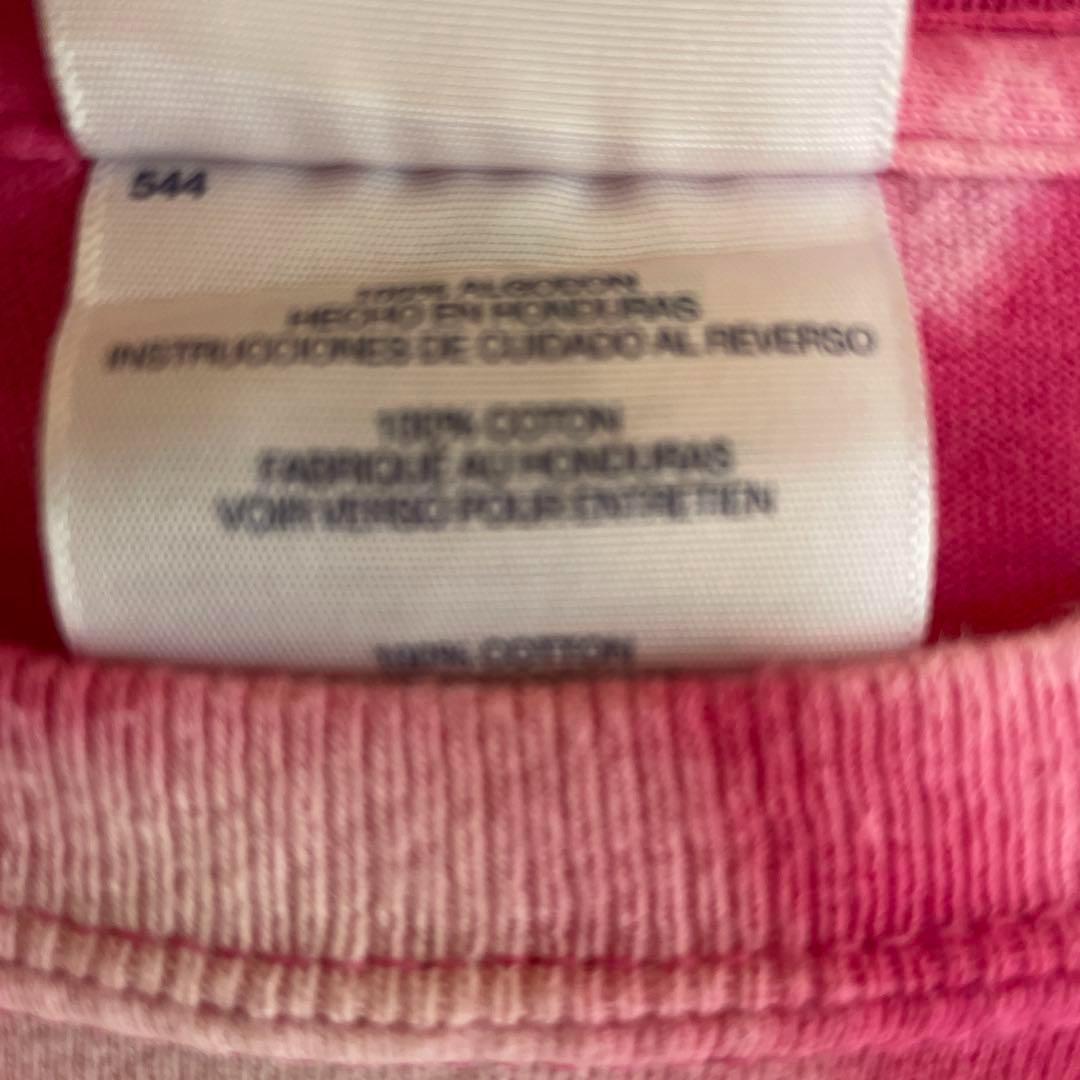 544
100% ALGODON
HECHO EN HONDURAS
INSTRUCCIONES DE CUIDADO AL REVERSO
100% COTON
FABRIQUÉ AU HONDURAS
VOIR VERSO POUR ENTRETIEN
100% COTTON